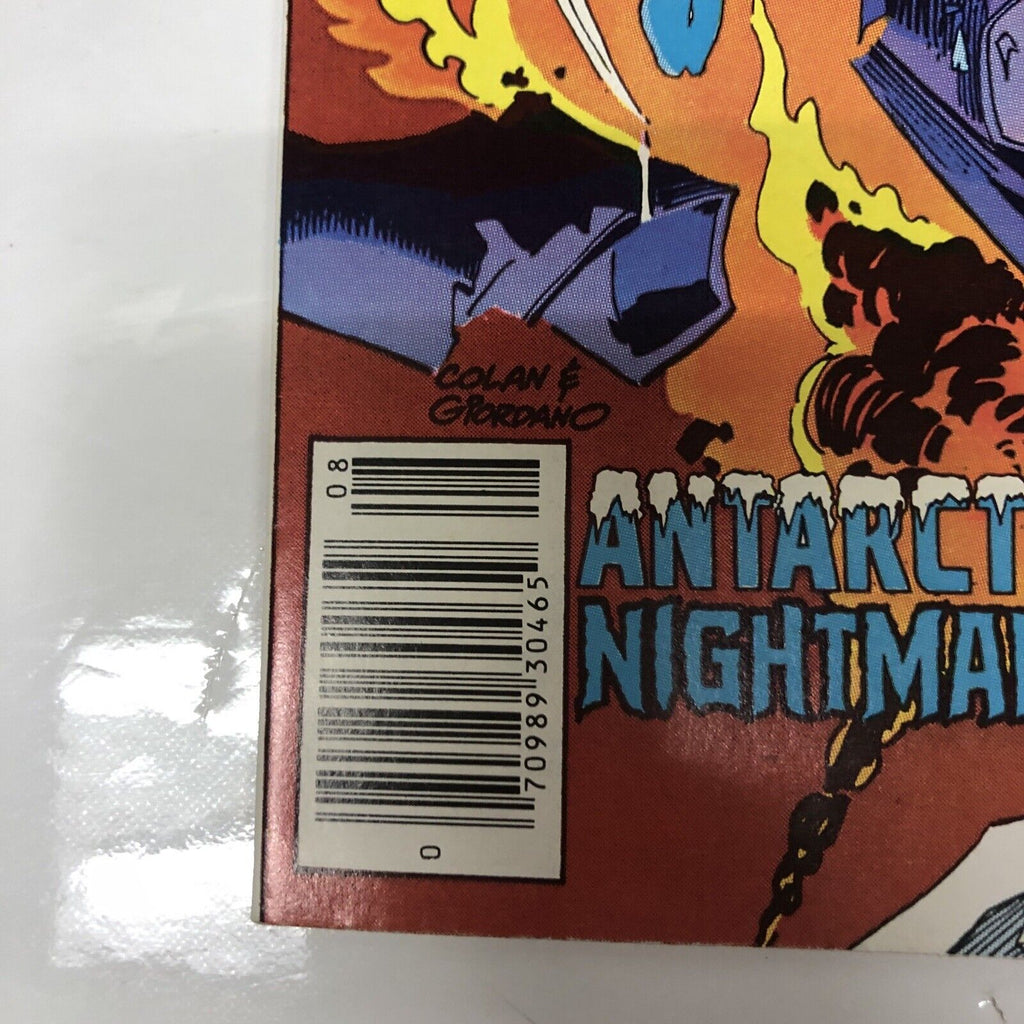 COLAN &
GIORDANO
08
ANTARCT
NIGHTMA
70989 30465
0